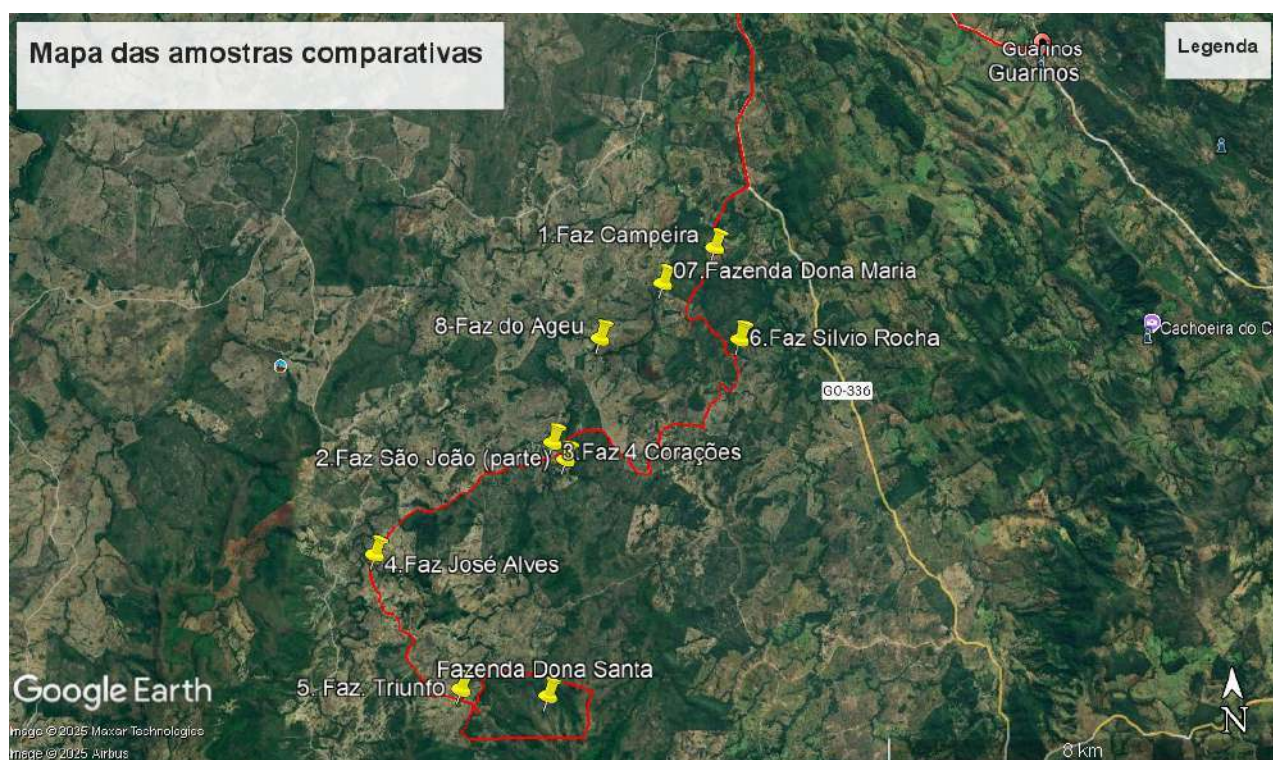 Mapa das amostras comparativas
Legenda
Guarinos
Guarinos
1.Faz Campeira
07.Fazenda Dona Maria
8-Faz do Ageu
6.Faz Silvio Rocha
Cachoeira do C
GO-336
2.Faz São João (parte)
3.Faz 4 Corações
4.Faz José Alves
Fazenda Dona Santa
5. Faz. Triunfo
Google Earth
Image © 2025 Maxar Technologies
Image © 2025 Airbus
8 km
N